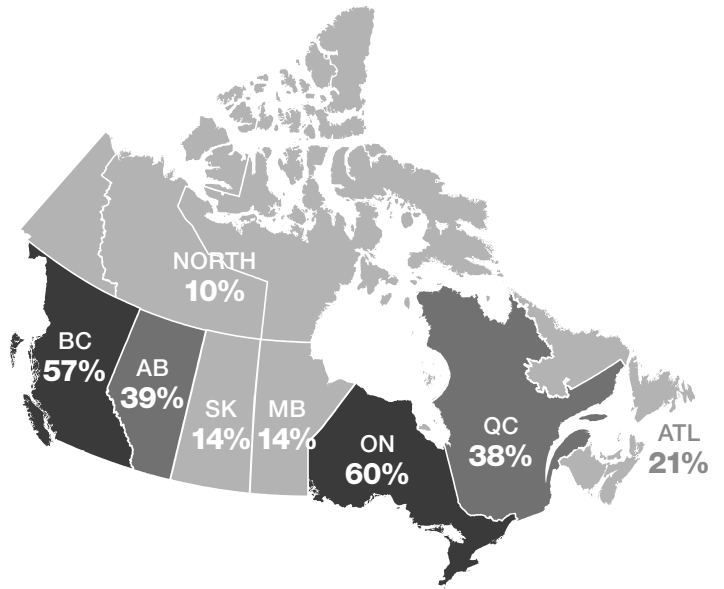 NORTH
10%
BC
57%
AB
39%
SK
14%
MB
14%
ON
60%
QC
38%
ATL
21%